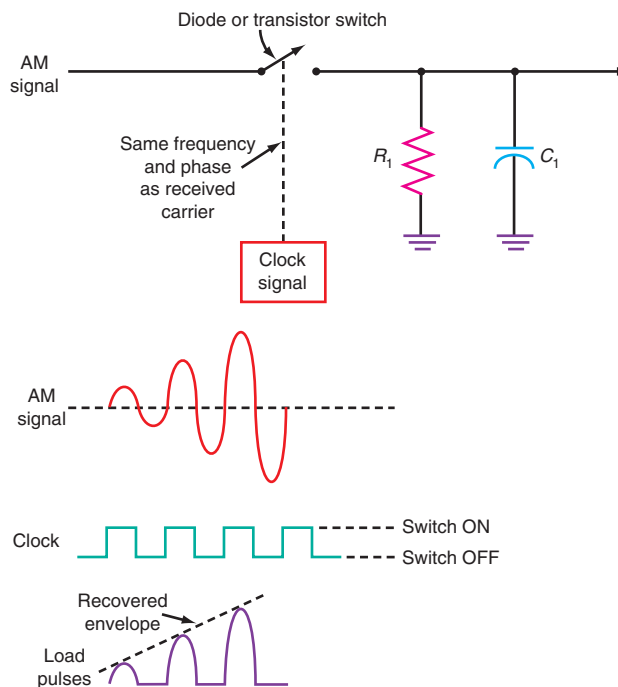 Diode or transistor switch
AM
signal
Same frequency
and phase
as received
carrier
R1
C1
Clock
signal
AM
signal
Clock
Switch ON
Switch OFF
Recovered
envelope
Load
pulses